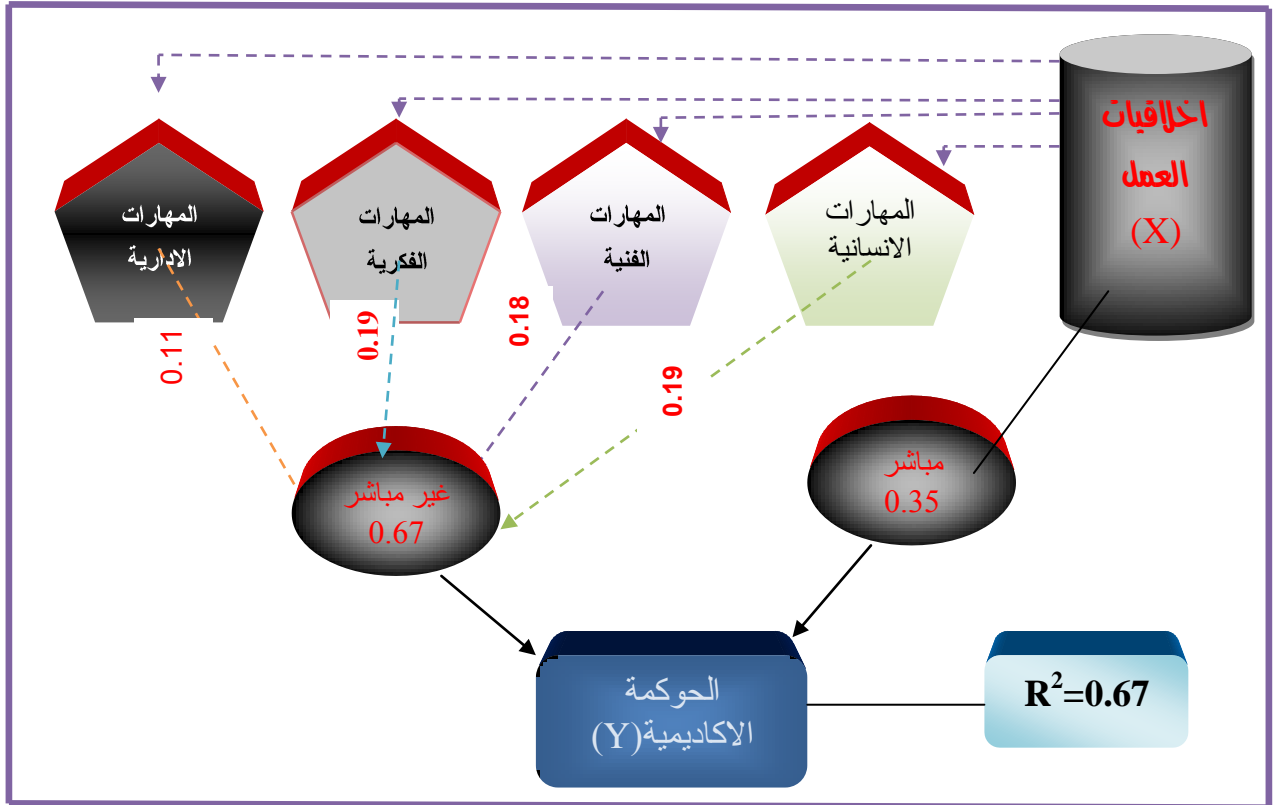 اخلاقيات
العمل
(X)
المهارات
الانسانية
المهارات
الفنية
المهارات
الفكرية
المهارات
الادارية
0.19
0.18
0.19
0.11
مباشر
0.35
غير مباشر
0.67
الحوكمة
الاكاديمية(Y)
R²=0.67